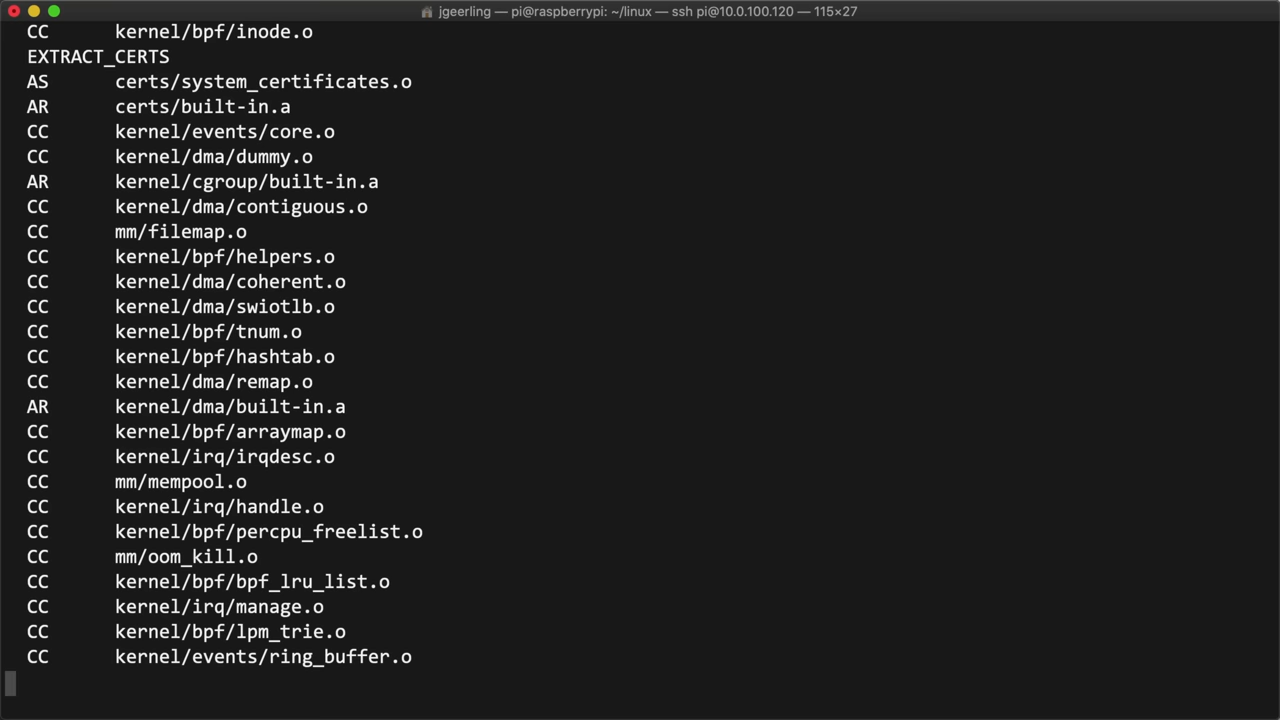 jgeerling — pi@raspberrypi: ~/linux — ssh pi@10.0.100.120 — 115×27
CC kernel/bpf/inode.o
EXTRACT_CERTS
AS certs/system_certificates.o
AR certs/built-in.a
CC kernel/events/core.o
CC kernel/dma/dummy.o
AR kernel/cgroup/built-in.a
CC kernel/dma/contiguous.o
CC mm/filemap.o
CC kernel/bpf/helpers.o
CC kernel/dma/coherent.o
CC kernel/dma/swiotlb.o
CC kernel/bpf/tnum.o
CC kernel/bpf/hashtab.o
CC kernel/dma/remap.o
AR kernel/dma/built-in.a
CC kernel/bpf/arraymap.o
CC kernel/irq/irqdesc.o
CC mm/mempool.o
CC kernel/irq/handle.o
CC kernel/bpf/percpu_freelist.o
CC mm/oom_kill.o
CC kernel/bpf/bpf_lru_list.o
CC kernel/irq/manage.o
CC kernel/bpf/lpm_trie.o
CC kernel/events/ring_buffer.o